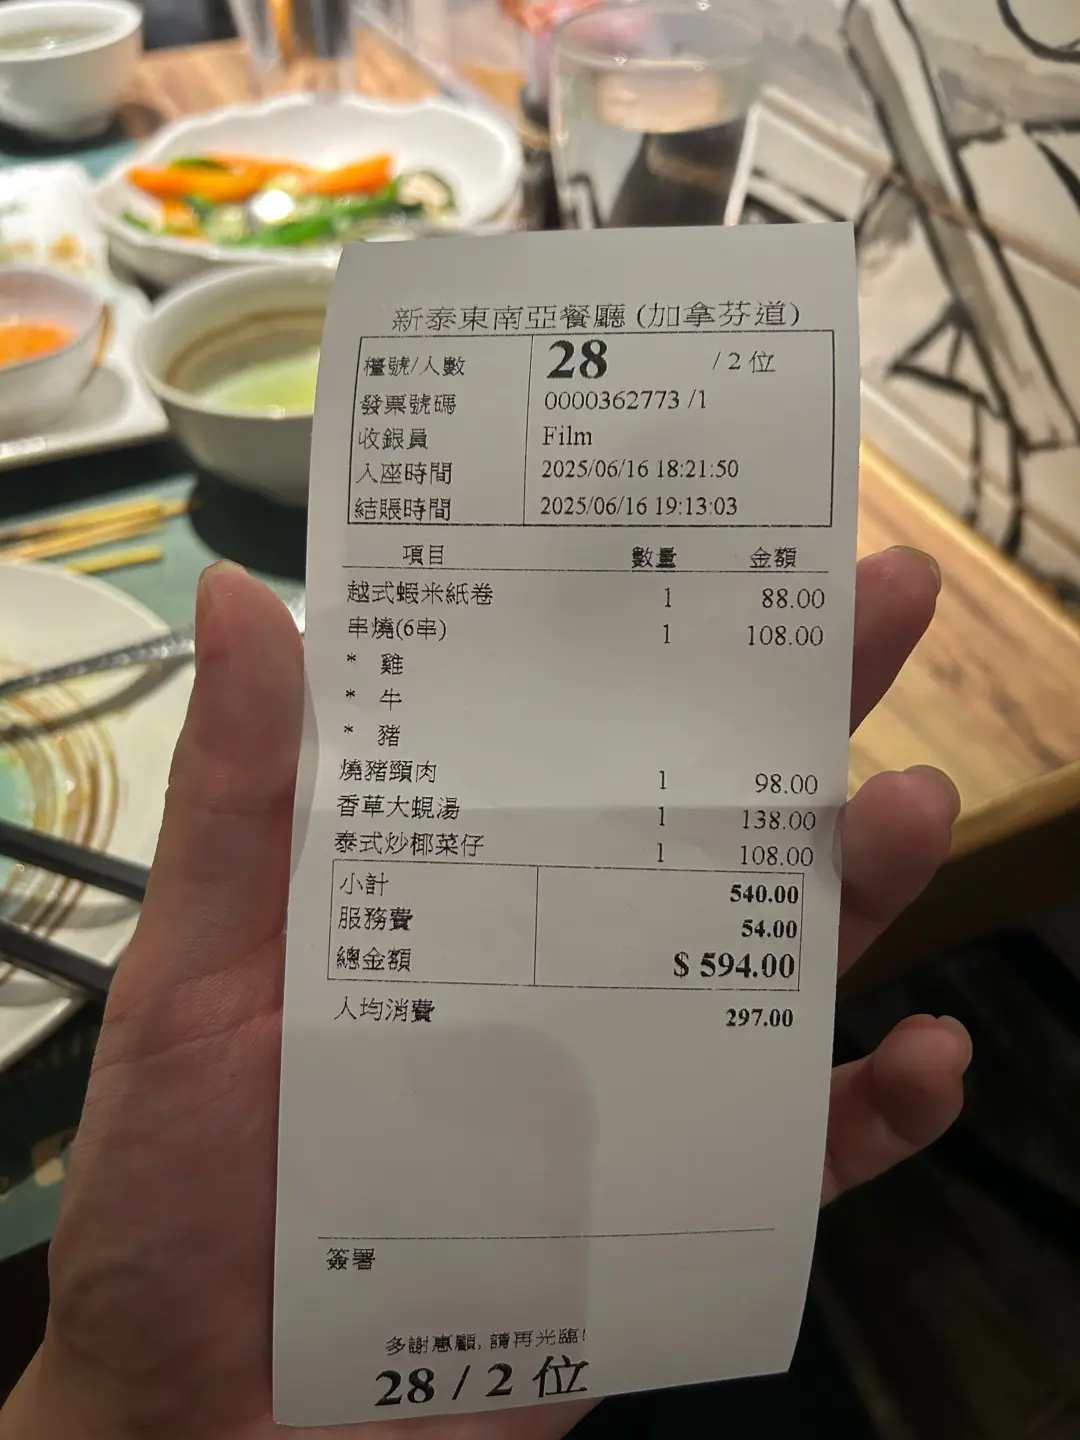 新泰東南亞餐廳 (加拿芬道)
檯號/人數 28 / 2 位
發票號碼 0000362773 /1
收銀員 Film
入座時間 2025/06/16 18:21:50
結賬時間 2025/06/16 19:13:03
項目 數量 金額
越式蝦米紙卷 1 88.00
串燒(6串) 1 108.00
* 雞
* 牛
* 豬
燒豬頸肉 1 98.00
香草大蜆湯 1 138.00
泰式炒椰菜仔 1 108.00
小計 540.00
服務費 54.00
總金額 $ 594.00
人均消費 297.00
簽署
多謝惠顧, 請再光臨!
28 / 2 位